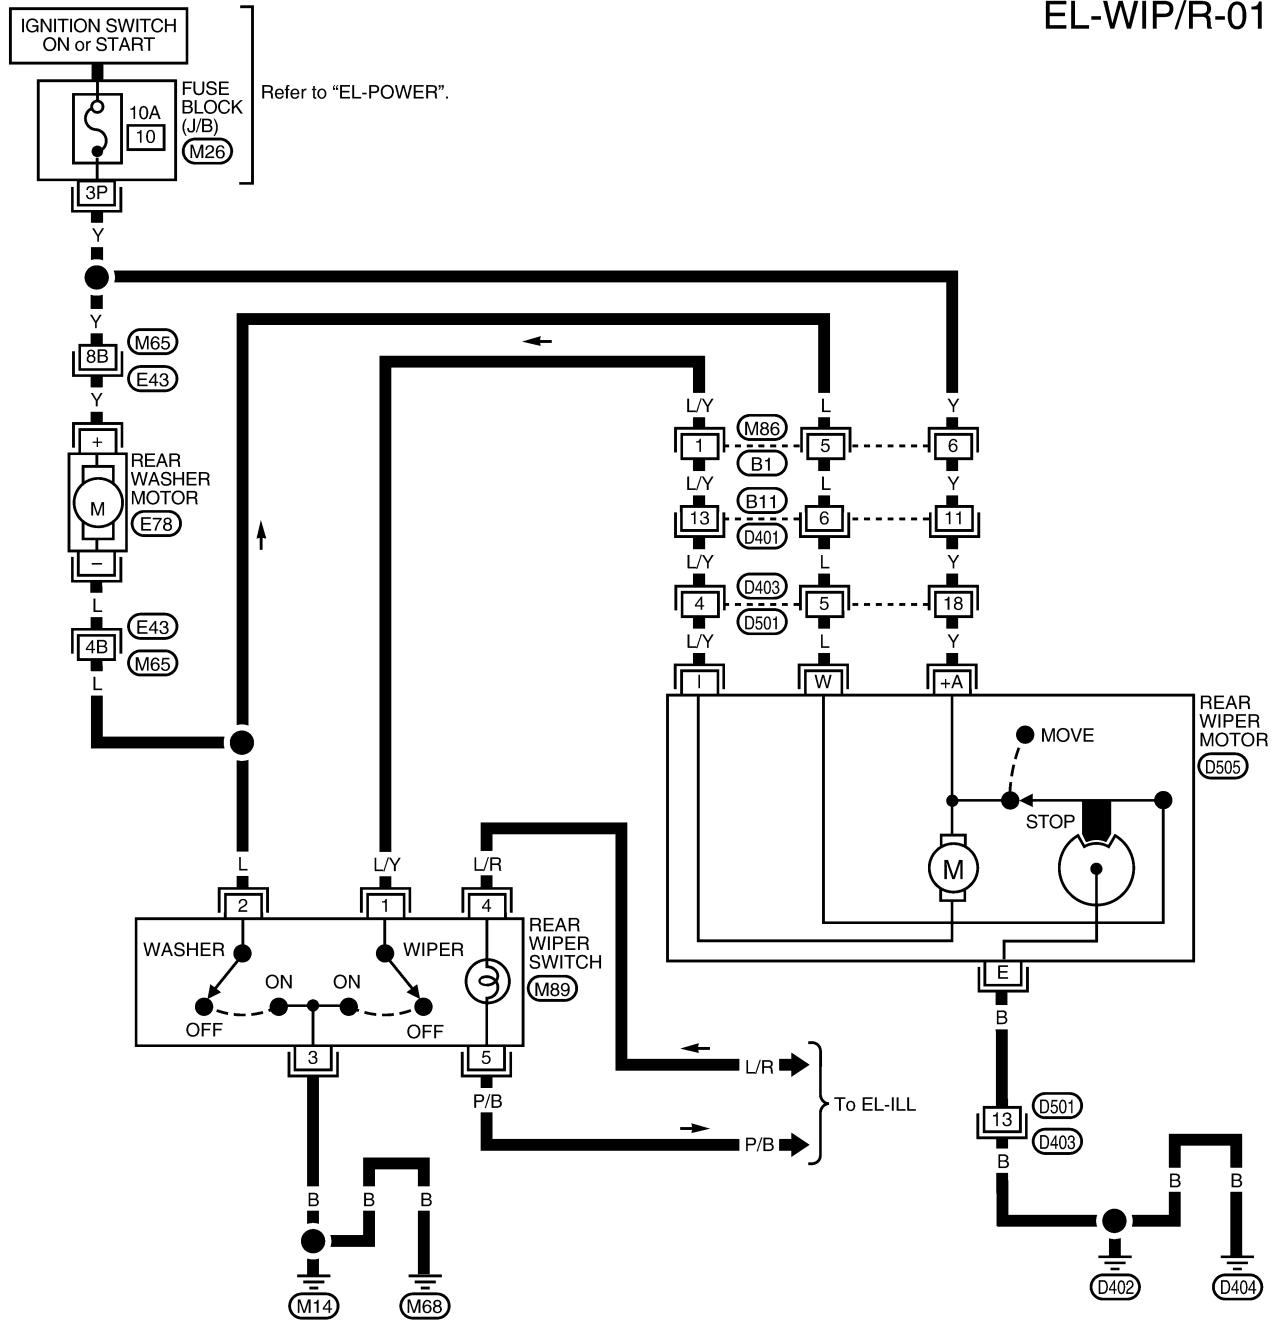 EL-WIP/R-01
IGNITION SWITCH
ON or START
FUSE
BLOCK
(J/B)
M26
10A
10
Refer to “EL-POWER”.
3P
Y
Y
8B
M65
E43
Y
+
REAR
WASHER
MOTOR
E78
M
−
L
4B
E43
M65
L
L/Y L Y
1 M86 5 6
B1
L/Y L Y
13 B11 6 11
D401
L/Y L Y
4 D403 5 18
D501
L/Y L Y
I W +A
REAR
WIPER
MOTOR
D505
MOVE
STOP
M
E
L L/Y L/R
2 1 4
REAR
WIPER
SWITCH
M89
WASHER WIPER
ON ON
OFF OFF
3 5
B
P/B
L/R
P/B
To EL-ILL
13 D501
D403
B
B B B
B B
M14 M68
D402 D404